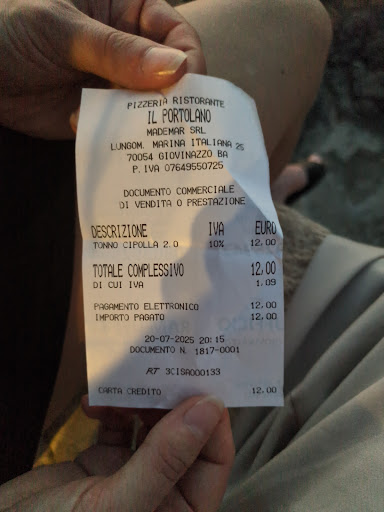 PIZZERIA RISTORANTE
IL PORTOLANO
MADEMAR SRL
LUNGOM. MARINA ITALIANA 25
70054 GIOVINAZZO BA
P.IVA 07649550725
DOCUMENTO COMMERCIALE
DI VENDITA O PRESTAZIONE
DESCRIZIONE IVA EURO
TONNO CIPOLLA 2.0 10% 12,00
TOTALE COMPLESSIVO 12,00
DI CUI IVA 1,09
PAGAMENTO ELETTRONICO 12,00
IMPORTO PAGATO 12,00
20-07-2025 20:15
DOCUMENTO N. 1817-0001
RT 3CISA000133
CARTA CREDITO 12,00